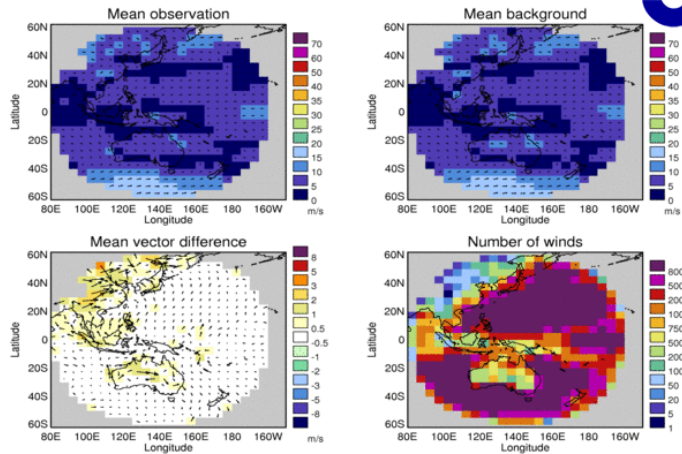 Mean observation
60N
40N
20N
0
20S
40S
60S
Latitude
80E 100E 120E 140E 160E 180 160W
Longitude
70
60
50
40
35
30
25
20
15
10
5
0
m/s
Mean background
60N
40N
20N
0
20S
40S
60S
Latitude
80E 100E 120E 140E 160E 180 160W
Longitude
70
60
50
40
35
30
25
20
15
10
5
0
m/s
Mean vector difference
60N
40N
20N
0
20S
40S
60S
Latitude
80E 100E 120E 140E 160E 180 160W
Longitude
8
5
3
2
1
0.5
-0.5
-1
-2
-3
-5
-8
m/s
Number of winds
60N
40N
20N
0
20S
40S
60S
Latitude
80E 100E 120E 140E 160E 180 160W
Longitude
500
200
100
50
20
5
1